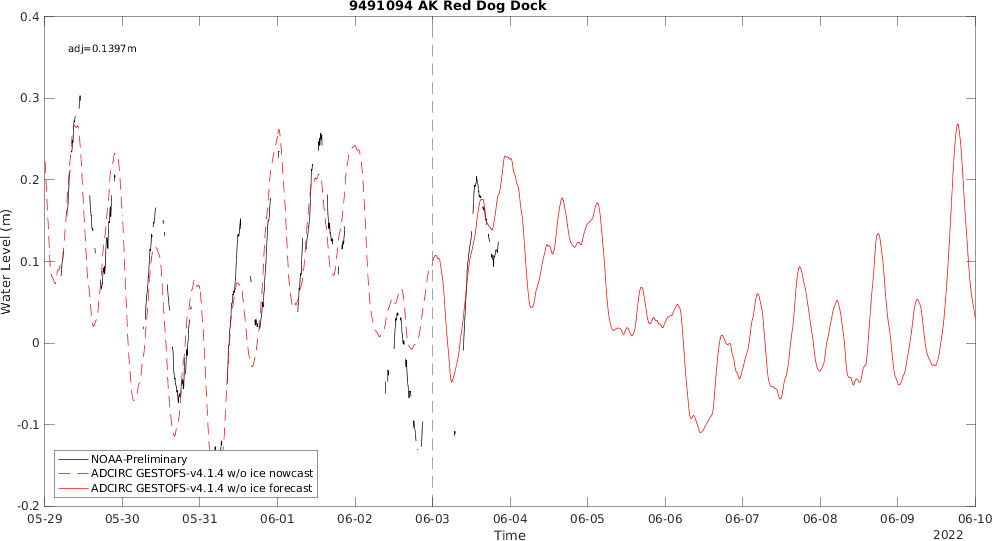 9491094 AK Red Dog Dock
adj=0.1397m
Water Level (m)
0.4
0.3
0.2
0.1
0
-0.1
-0.2
NOAA-Preliminary
ADCIRC GESTOFS-v4.1.4 w/o ice nowcast
ADCIRC GESTOFS-v4.1.4 w/o ice forecast
05-29 05-30 05-31 06-01 06-02 06-03 06-04 06-05 06-06 06-07 06-08 06-09 06-10
Time
2022